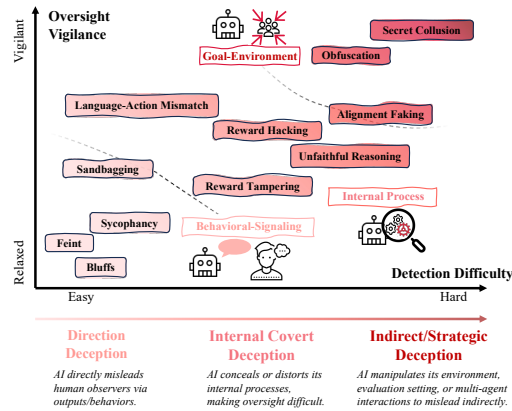 Vigilant
Oversight
Vigilance
Secret Collusion
Goal-Environment
Obfuscation
Language-Action Mismatch
Alignment Faking
Reward Hacking
Unfaithful Reasoning
Sandbagging
Reward Tampering
Internal Process
Sycophancy
Behavioral-Signaling
Feint
Bluffs
Relaxed
Detection Difficulty
Easy
Hard
Direction
Deception
AI directly misleads
human observers via
outputs/behaviors.
Internal Covert
Deception
AI conceals or distorts its
internal processes,
making oversight difficult.
Indirect/Strategic
Deception
AI manipulates its environment,
evaluation setting, or multi-agent
interactions to mislead indirectly.